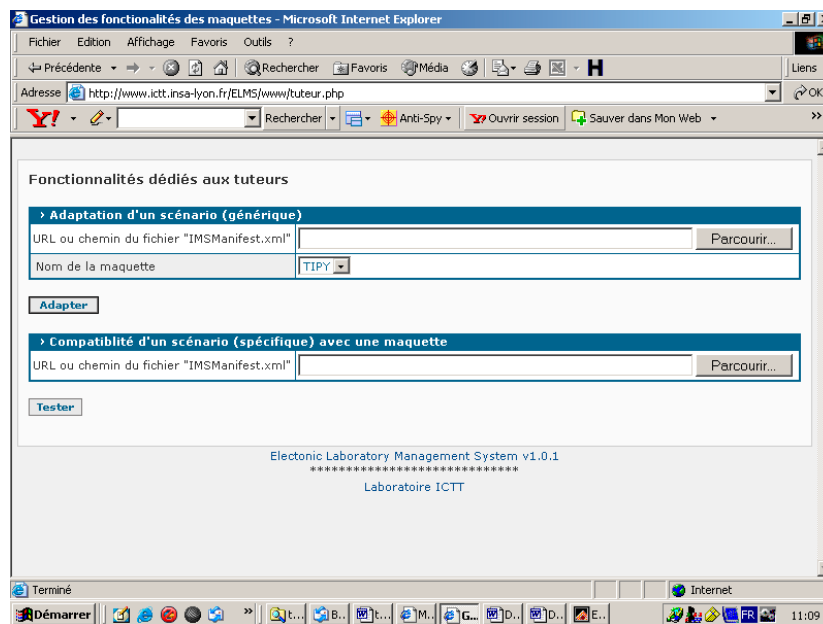 Gestion des fonctionalités des maquettes - Microsoft Internet Explorer
Fichier Edition Affichage Favoris Outils ?
Précédente Rechercher Favoris Média Liens
Adresse http://www.ictt.insa-lyon.fr/ELMS/www/tuteur.php OK
Y! Rechercher Anti-Spy Ouvrir session Sauver dans Mon Web »
Fonctionnalités dédiés aux tuteurs
› Adaptation d'un scénario (générique)
URL ou chemin du fichier "IMSManifest.xml" Parcourir...
Nom de la maquette TIPY
Adapter
› Compatiblité d'un scénario (spécifique) avec une maquette
URL ou chemin du fichier "IMSManifest.xml" Parcourir...
Tester
Electonic Laboratory Management System v1.0.1
*****************************
Laboratoire ICTT
Terminé Internet
Démarrer » t... B.. t... M.. G... D.. D.. E.. FR 11:09